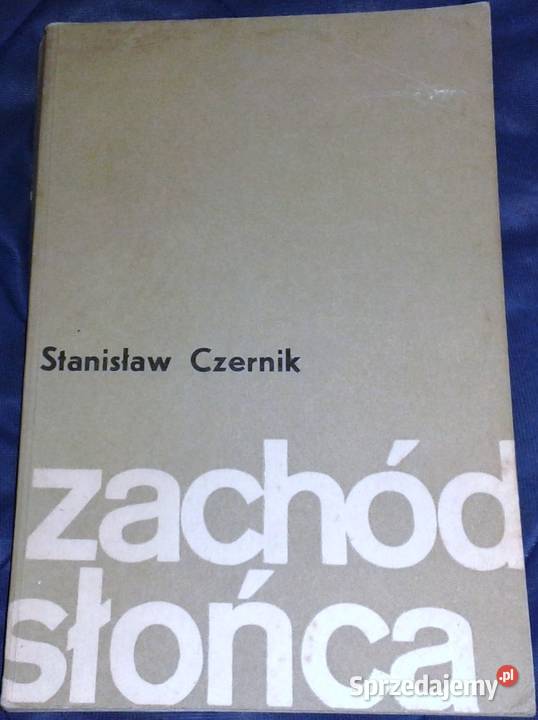 Stanisław Czernik
zachód
słońca
Sprzedajemy.pl